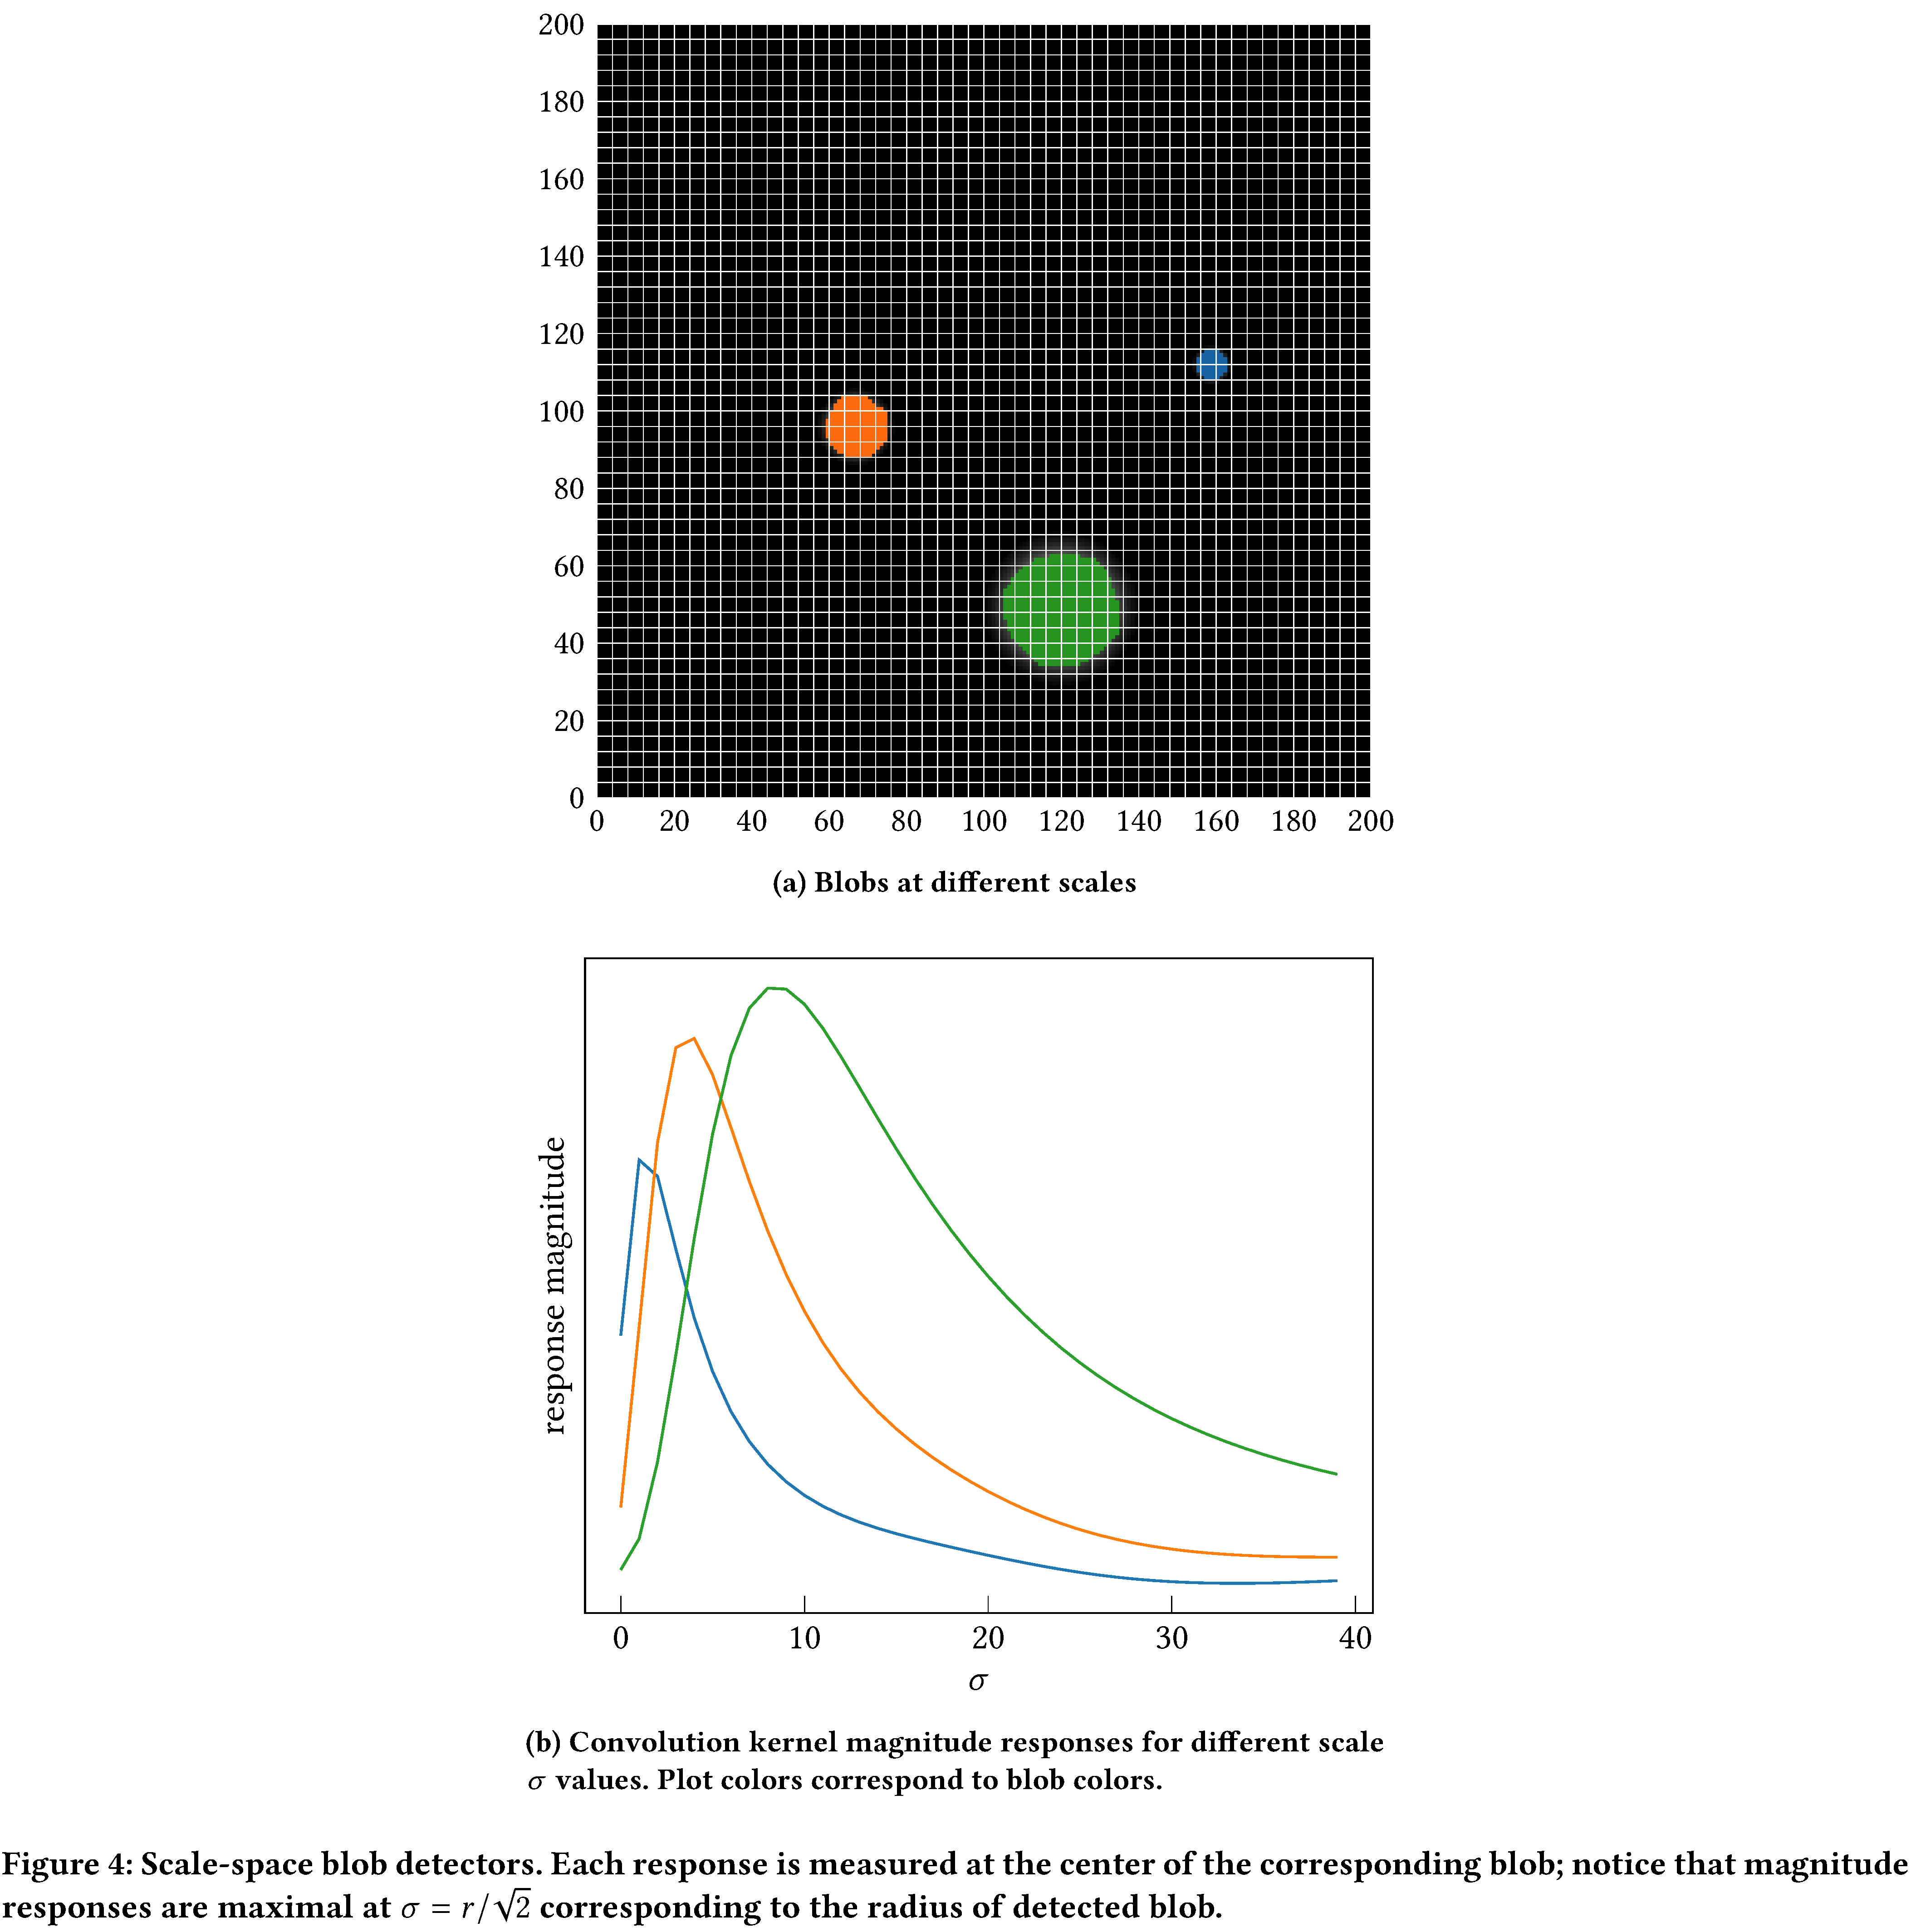 200
180
160
140
120
100
80
60
40
20
0
0 20 40 60 80 100 120 140 160 180 200
(a) Blobs at different scales
response magnitude
0 10 20 30 40
σ
(b) Convolution kernel magnitude responses for different scale
σ values. Plot colors correspond to blob colors.
Figure 4: Scale-space blob detectors. Each response is measured at the center of the corresponding blob; notice that magnitude
responses are maximal at σ = r/√2 corresponding to the radius of detected blob.